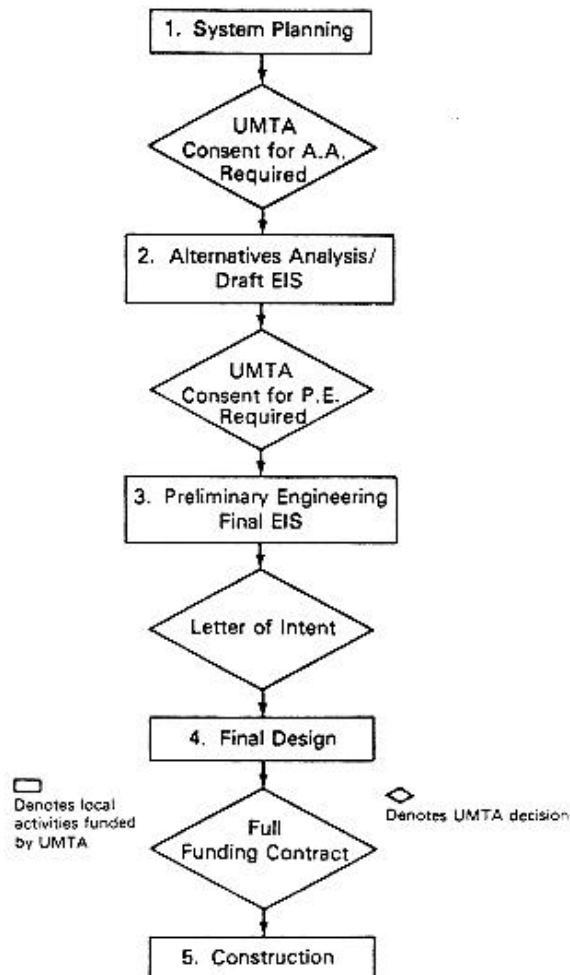 1. System Planning
UMTA
Consent for A.A.
Required
2. Alternatives Analysis/
Draft EIS
UMTA
Consent for P.E.
Required
3. Preliminary Engineering
Final EIS
Letter of Intent
4. Final Design
Denotes local
activities funded
by UMTA
Denotes UMTA decision
Full
Funding Contract
5. Construction